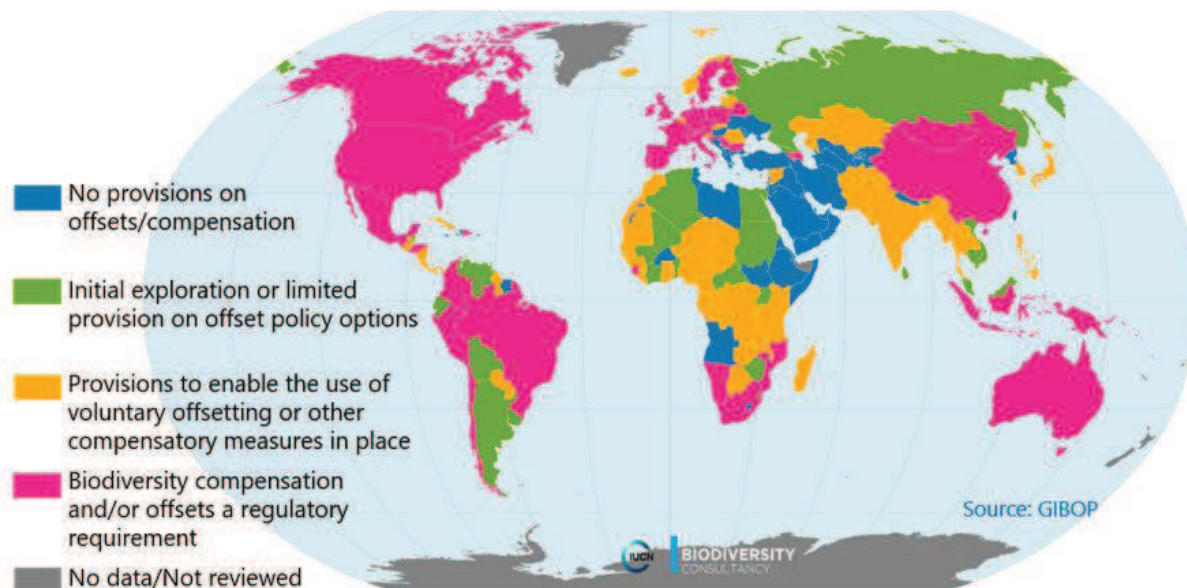 No provisions on
offsets/compensation
Initial exploration or limited
provision on offset policy options
Provisions to enable the use of
voluntary offsetting or other
compensatory measures in place
Biodiversity compensation
and/or offsets a regulatory
requirement
No data/Not reviewed
Source: GIBOP
IUCN
BIODIVERSITY
CONSULTANCY